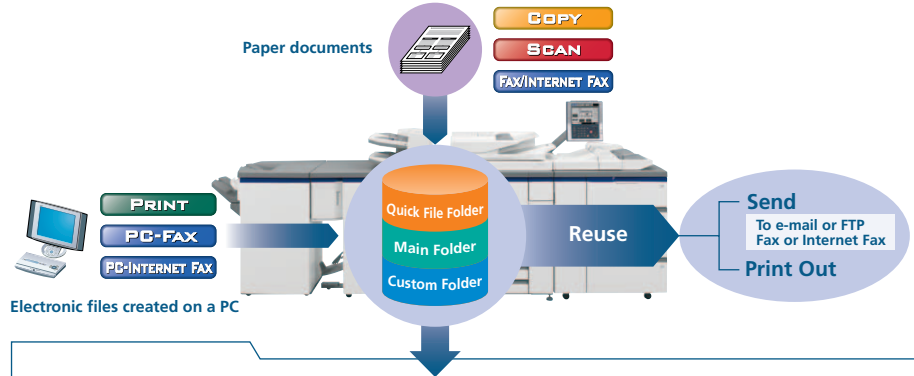 Paper documents
COPY
SCAN
FAX/INTERNET FAX
PRINT
PC-FAX
PC-INTERNET FAX
Electronic files created on a PC
Quick File Folder
Main Folder
Custom Folder
Reuse
Send
To e-mail or FTP
Fax or Internet Fax
Print Out